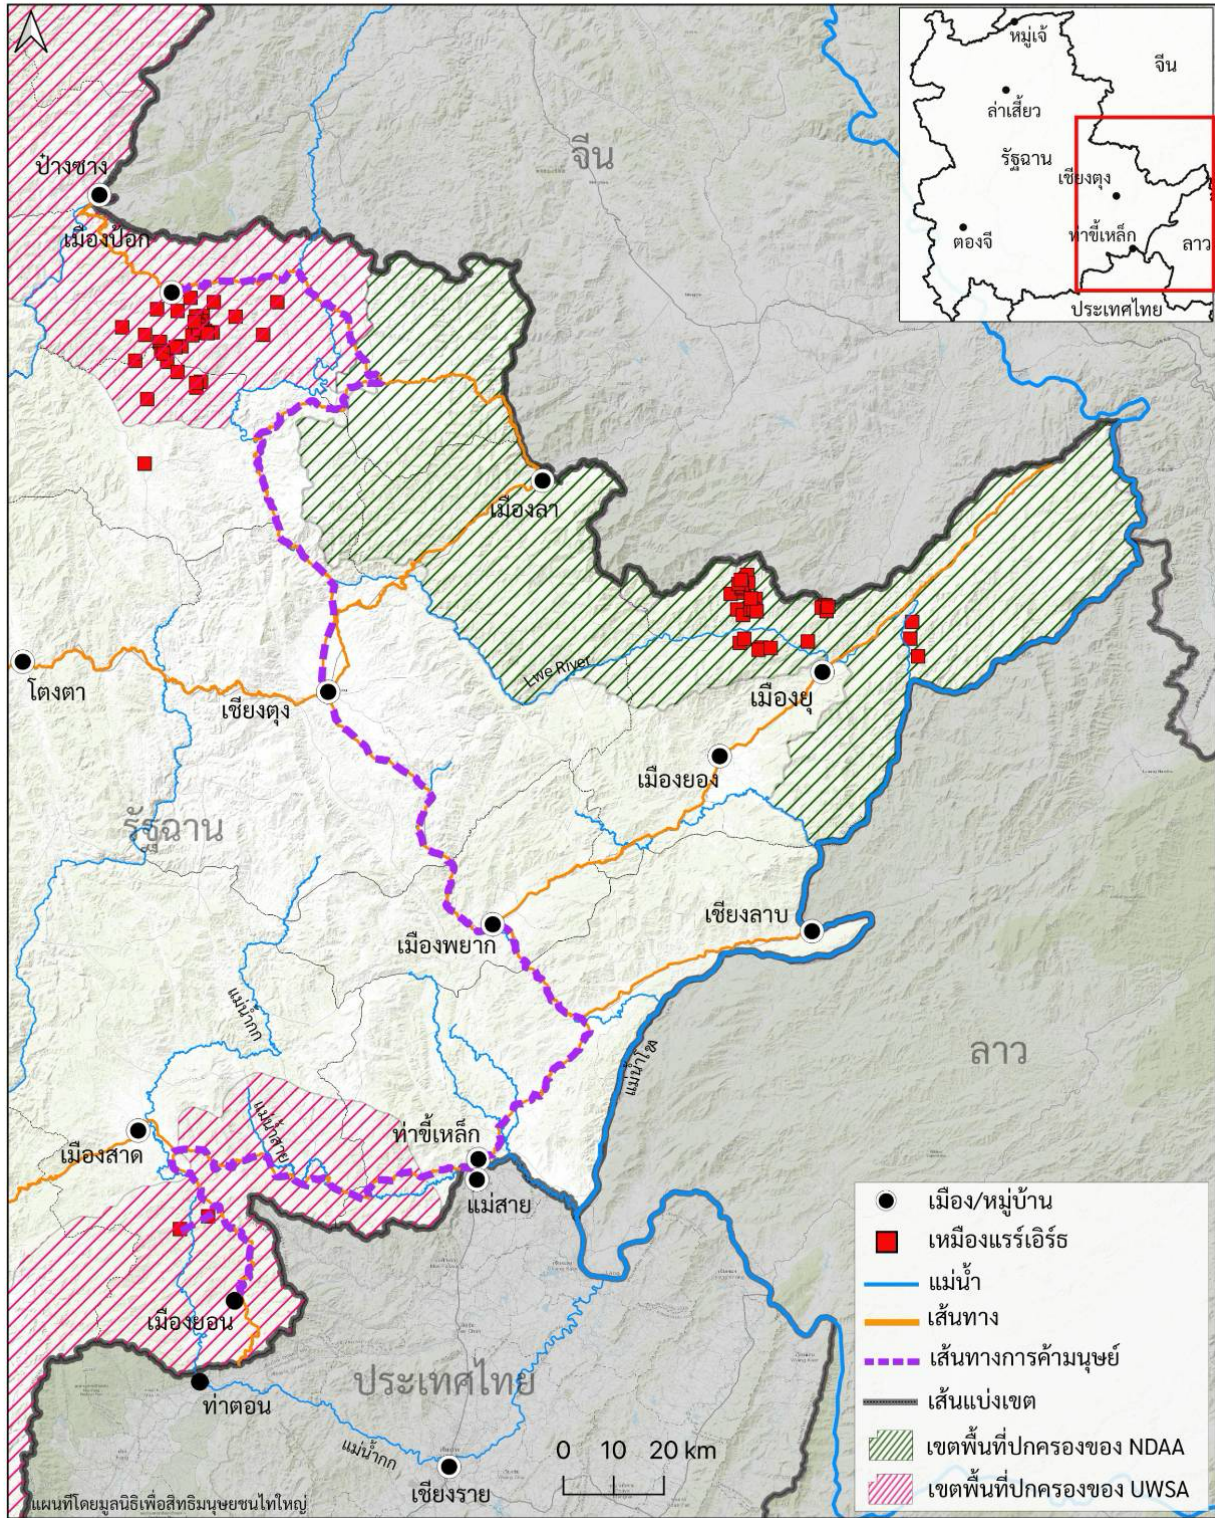 หมู่เจ้
จีน
ล่าเสี้ยว
รัฐฉาน
เชียงตุง
ตองจี
ท่าขี้เหล็ก
ลาว
ประเทศไทย
จีน
ป๋างซาง
เมืองป้อก
เมืองลา
Lwe River
โตงตา
เชียงตุง
เมืองยุ
เมืองยอง
รัฐฉาน
เชียงลาบ
เมืองพยาก
แม่น้ำกก
แม่น้ำโขง
ลาว
แม่น้ำสาย
ท่าขี้เหล็ก
เมืองสาด
แม่สาย
เมืองยอน
ประเทศไทย
ท่าตอน
แม่น้ำกก
เชียงราย
0 10 20 km
เมือง/หมู่บ้าน
เหมืองแรร์เอิร์ธ
แม่น้ำ
เส้นทาง
เส้นทางการค้ามนุษย์
เส้นแบ่งเขต
เขตพื้นที่ปกครองของ NDAA
เขตพื้นที่ปกครองของ UWSA
แผนที่โดยมูลนิธิเพื่อสิทธิมนุษยชนไทใหญ่